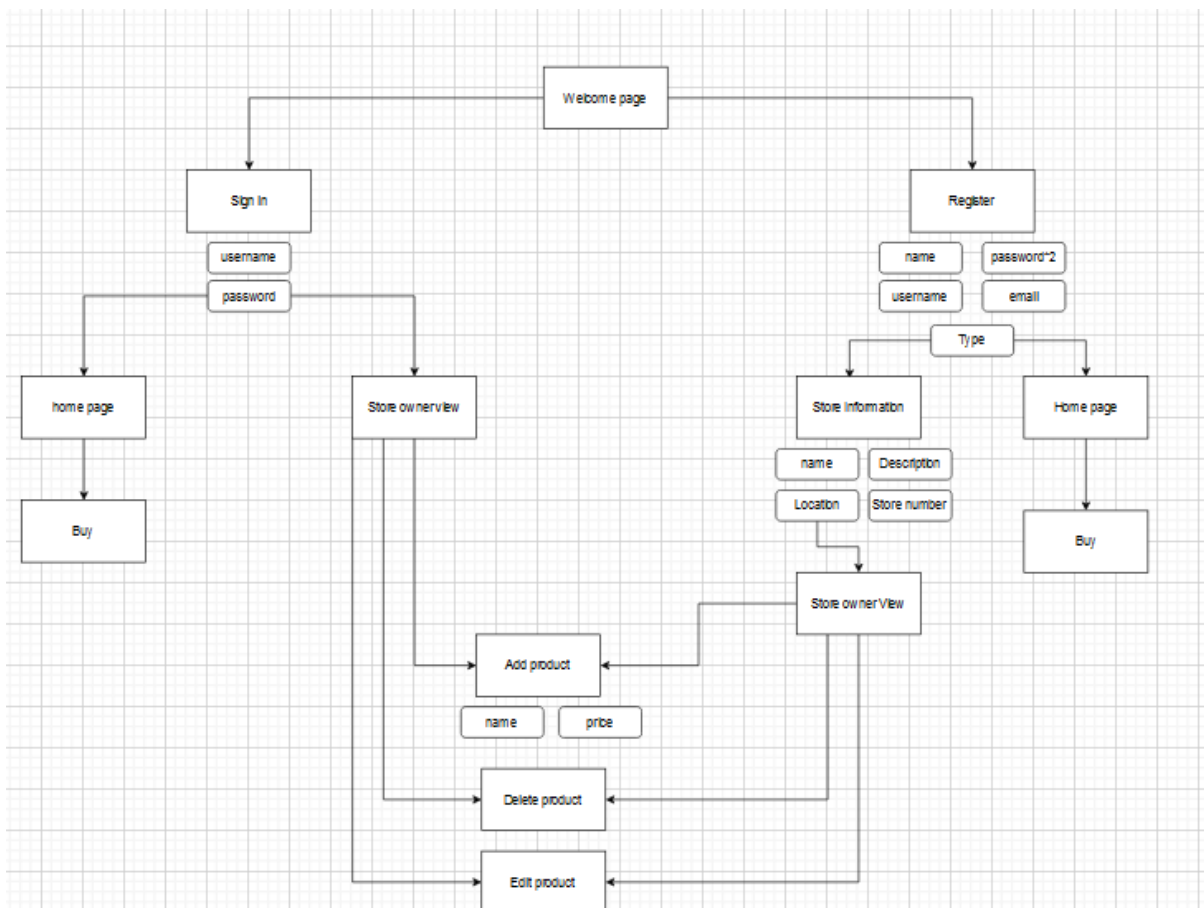 Welcome page
Sign In
Register
username
name
password*2
password
username
email
Type
home page
Store owner view
Store Information
Home page
name
Description
Location
Store number
Buy
Buy
Store owner View
Add product
name
price
Delete product
Edit product